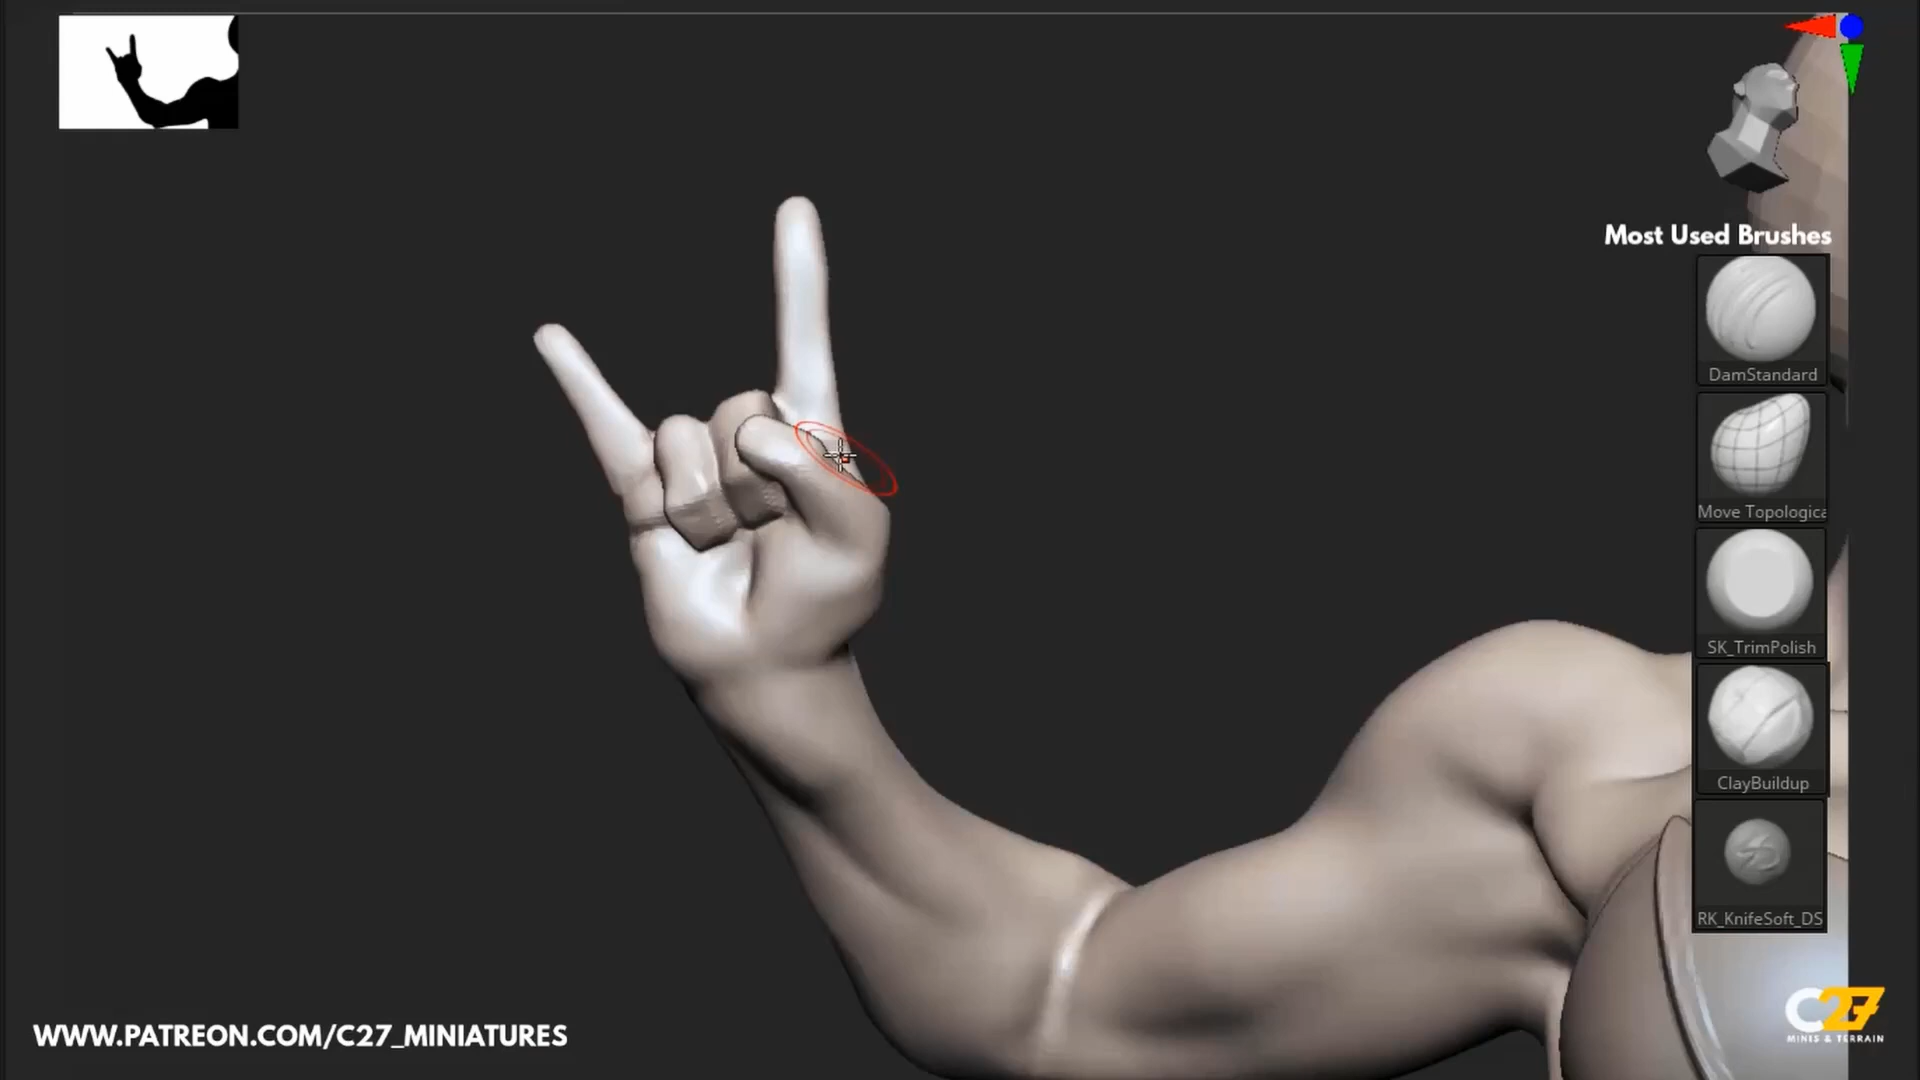 Most Used Brushes
DamStandard
Move Topologica
SK_TrimPolish
ClayBuildup
RK_KnifeSoft_DS
WWW.PATREON.COM/C27_MINIATURES
C27
MINIS & TERRAIN